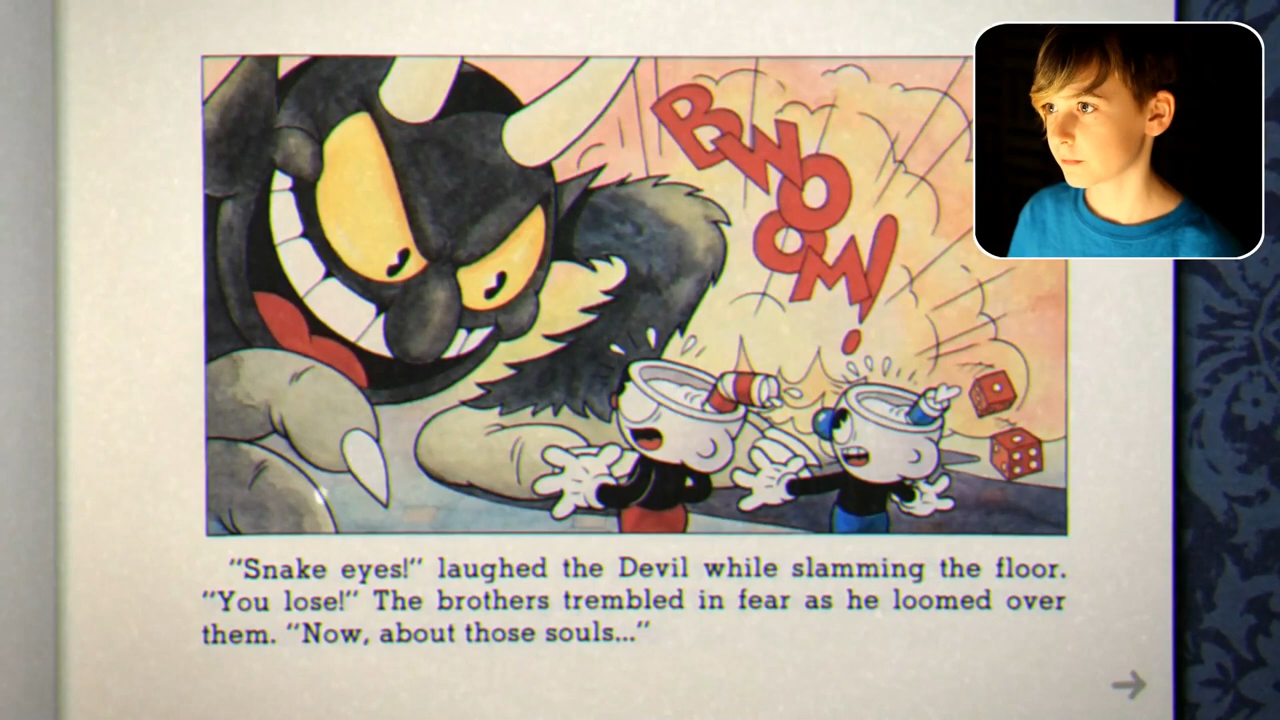 BWOOM!
“Snake eyes!” laughed the Devil while slamming the floor.
“You lose!” The brothers trembled in fear as he loomed over
them. “Now, about those souls...”